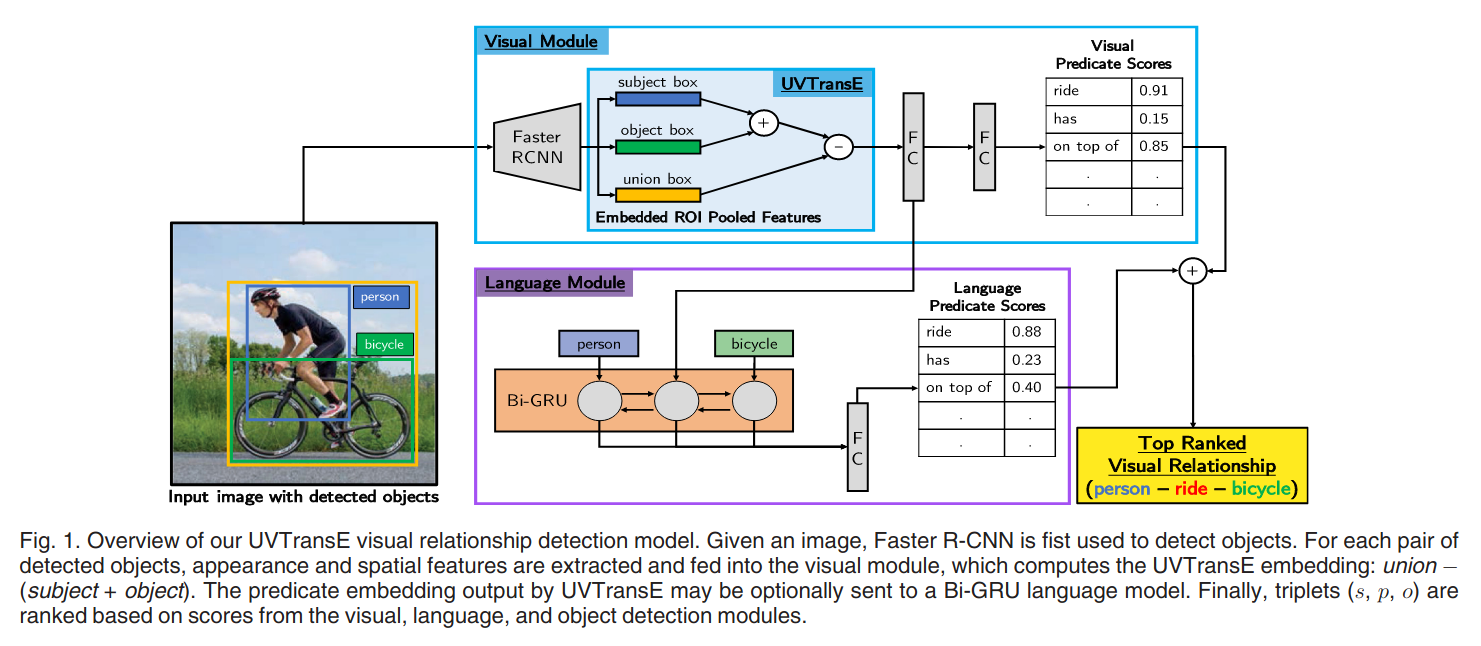 Visual Module
UVTransE
subject box
object box
union box
Embedded ROI Pooled Features
Faster
RCNN
+
−
FC
FC
Visual
Predicate Scores
ride 0.91
has 0.15
on top of 0.85
. .
. .
person
bicycle
Input image with detected objects
Language Module
person
bicycle
Bi-GRU
FC
Language
Predicate Scores
ride 0.88
has 0.23
on top of 0.40
. .
. .
+
Top Ranked
Visual Relationship
(person − ride − bicycle)
Fig. 1. Overview of our UVTransE visual relationship detection model. Given an image, Faster R-CNN is fist used to detect objects. For each pair of
detected objects, appearance and spatial features are extracted and fed into the visual module, which computes the UVTransE embedding: union −
(subject + object). The predicate embedding output by UVTransE may be optionally sent to a Bi-GRU language model. Finally, triplets (s, p, o) are
ranked based on scores from the visual, language, and object detection modules.